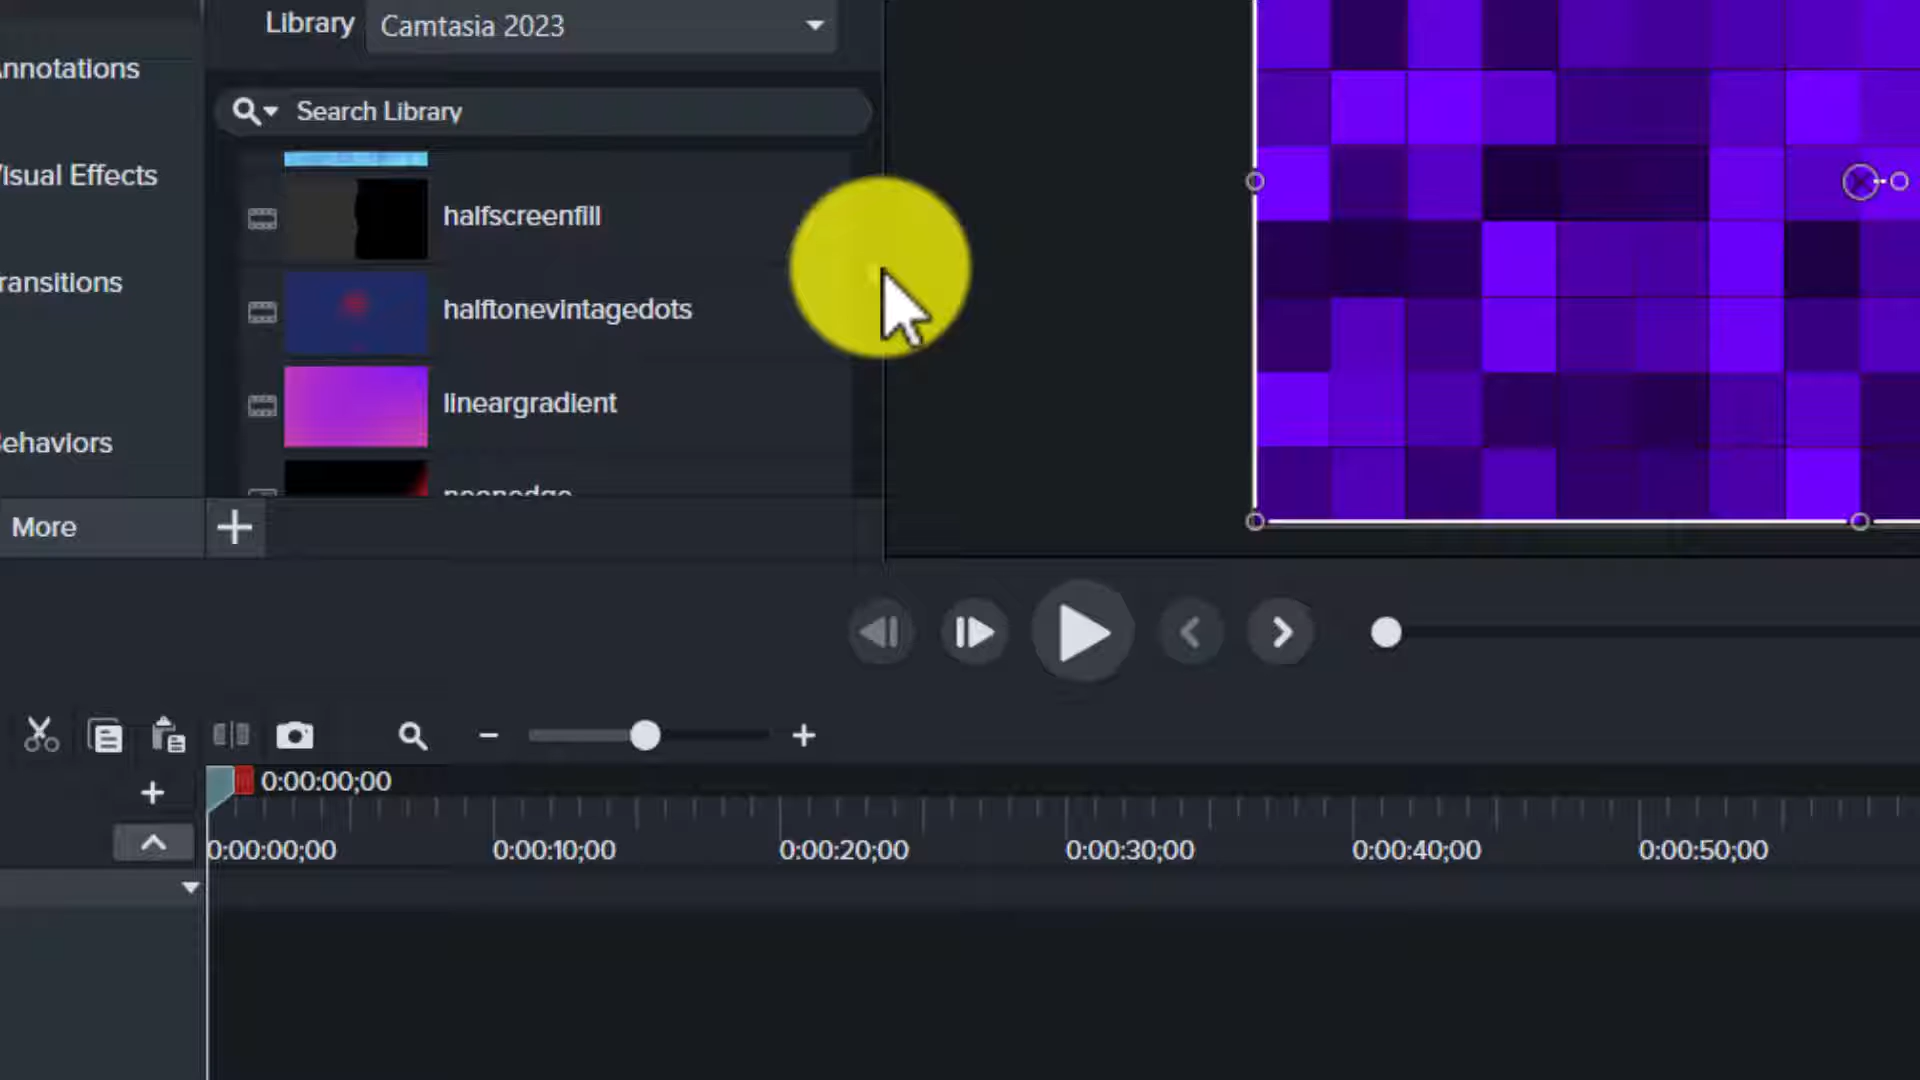 Library
Camtasia 2023
nnotations
Search Library
isual Effects
halfscreenfill
ransitions
halftonevintagedots
lineargradient
ehaviors
neonedge
More
0:00:00;00
0:00:00;00
0:00:10;00
0:00:20;00
0:00:30;00
0:00:40;00
0:00:50;00